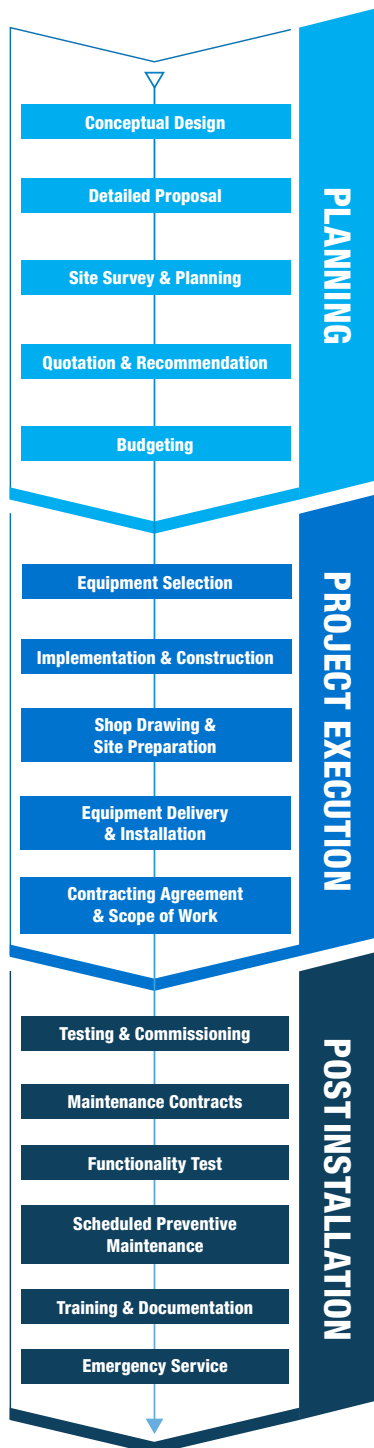 Conceptual Design
Detailed Proposal
Site Survey & Planning
Quotation & Recommendation
Budgeting
PLANNING
Equipment Selection
Implementation & Construction
Shop Drawing &
Site Preparation
Equipment Delivery
& Installation
Contracting Agreement
& Scope of Work
PROJECT EXECUTION
Testing & Commissioning
Maintenance Contracts
Functionality Test
Scheduled Preventive
Maintenance
Training & Documentation
Emergency Service
POST INSTALLATION